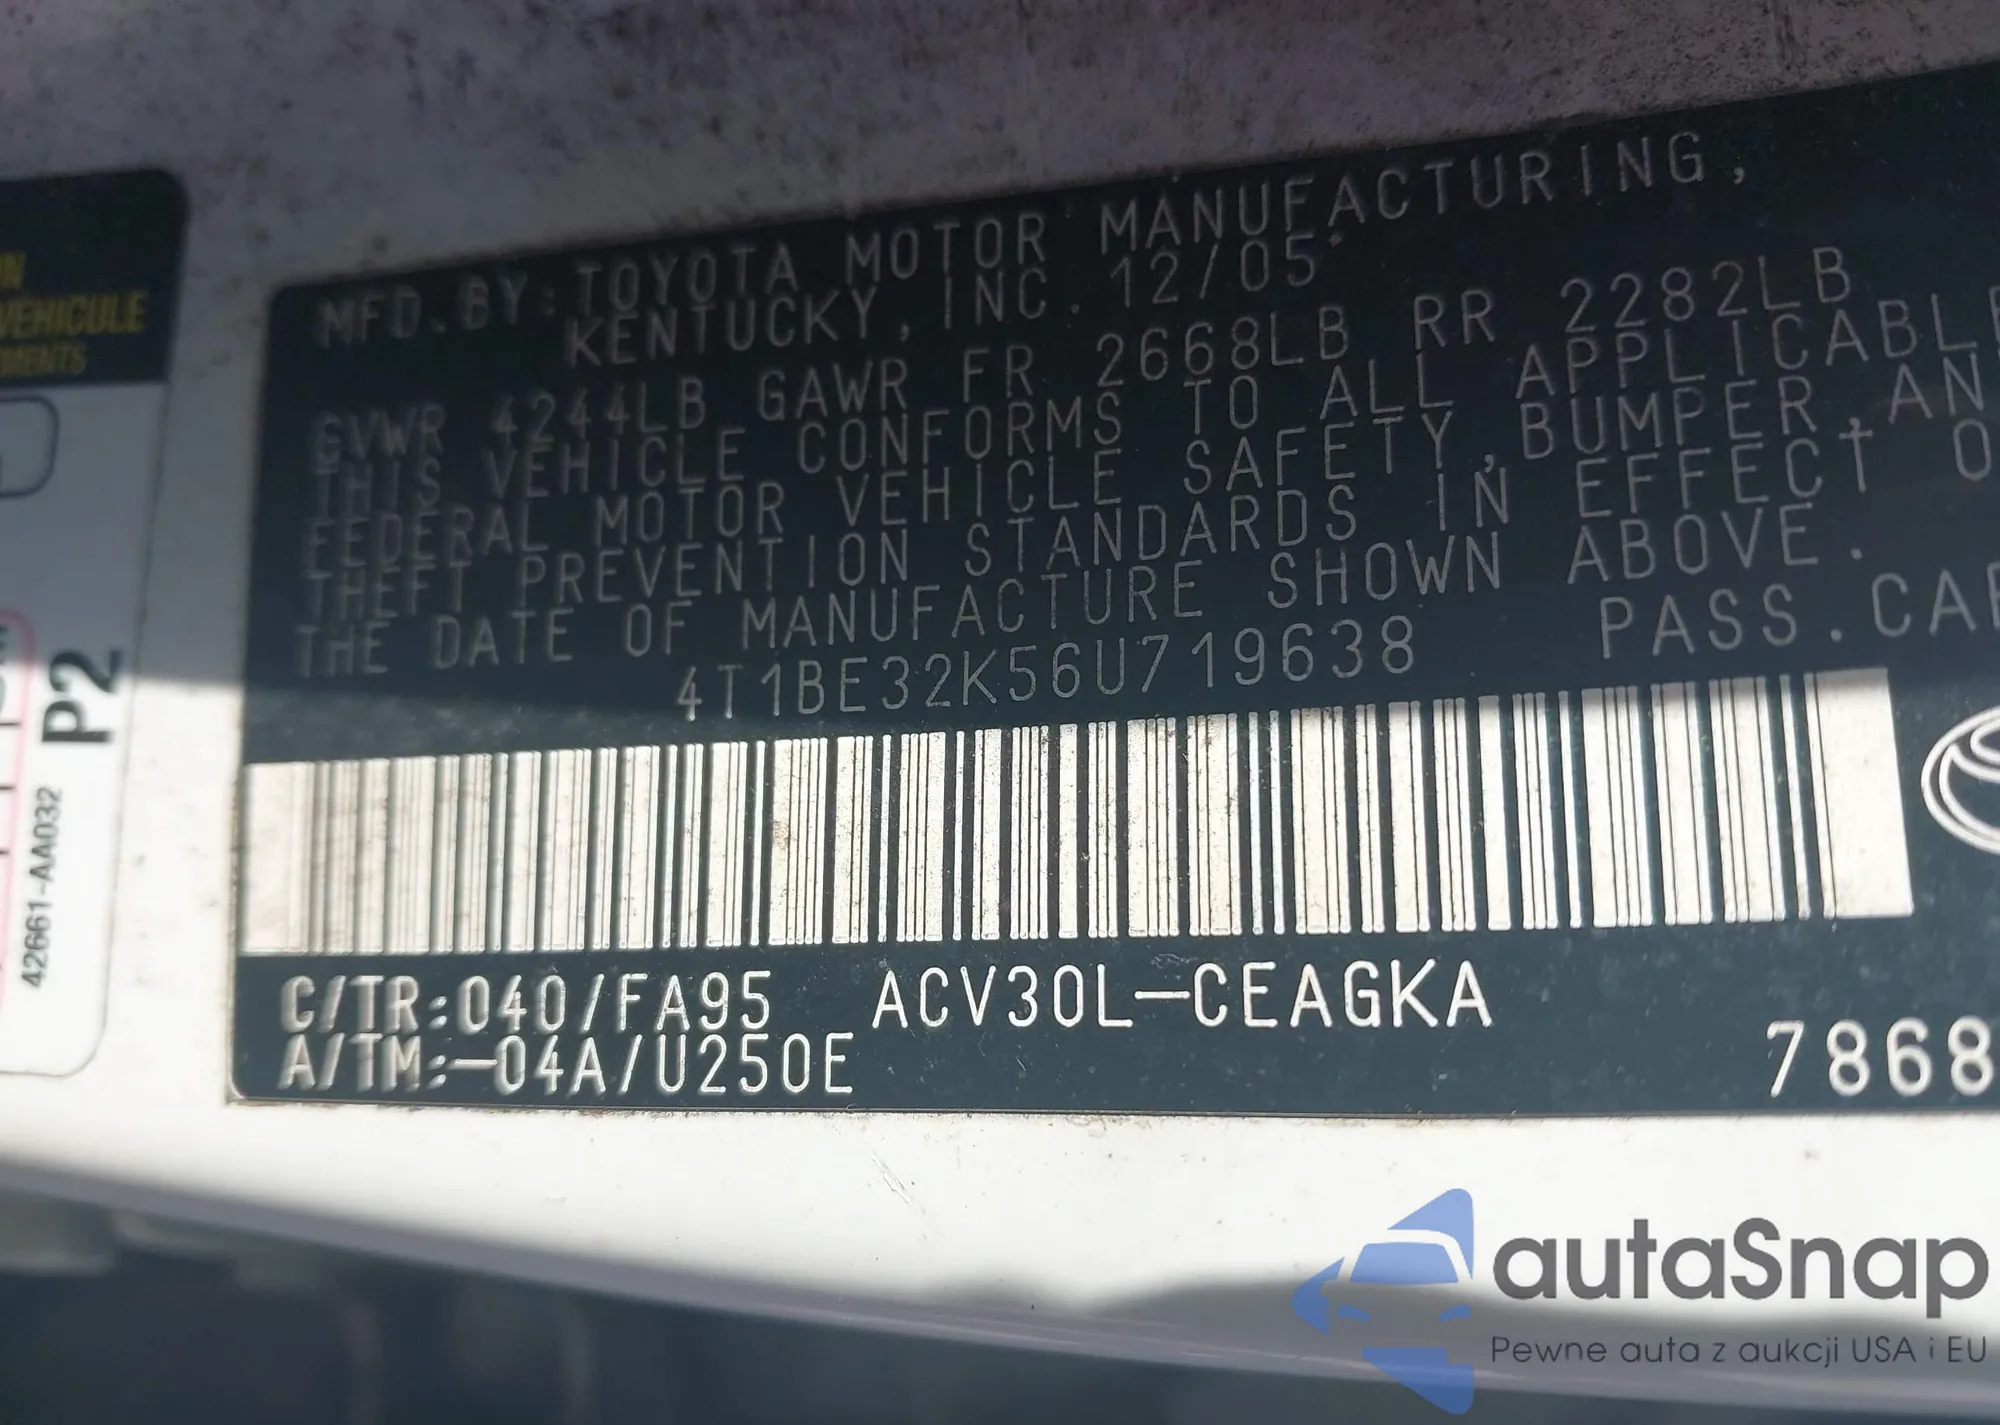 MFD. BY: TOYOTA MOTOR MANUFACTURING,
KENTUCKY, INC. 12/05
GVWR 4244LB GAWR FR 2668LB RR 2282LB
THIS VEHICLE CONFORMS TO ALL APPLICABLE
FEDERAL MOTOR VEHICLE SAFETY, BUMPER, AN
THEFT PREVENTION STANDARDS IN EFFECT O
THE DATE OF MANUFACTURE SHOWN ABOVE.
4T1BE32K56U719638 PASS.CAR
C/TR:040/FA95 ACV30L-CEAGKA
A/TM:-04A/U250E
7868
VEHICULE
P2
426661-AA032
autaSnap
Pewne auta z aukcji USA i EU